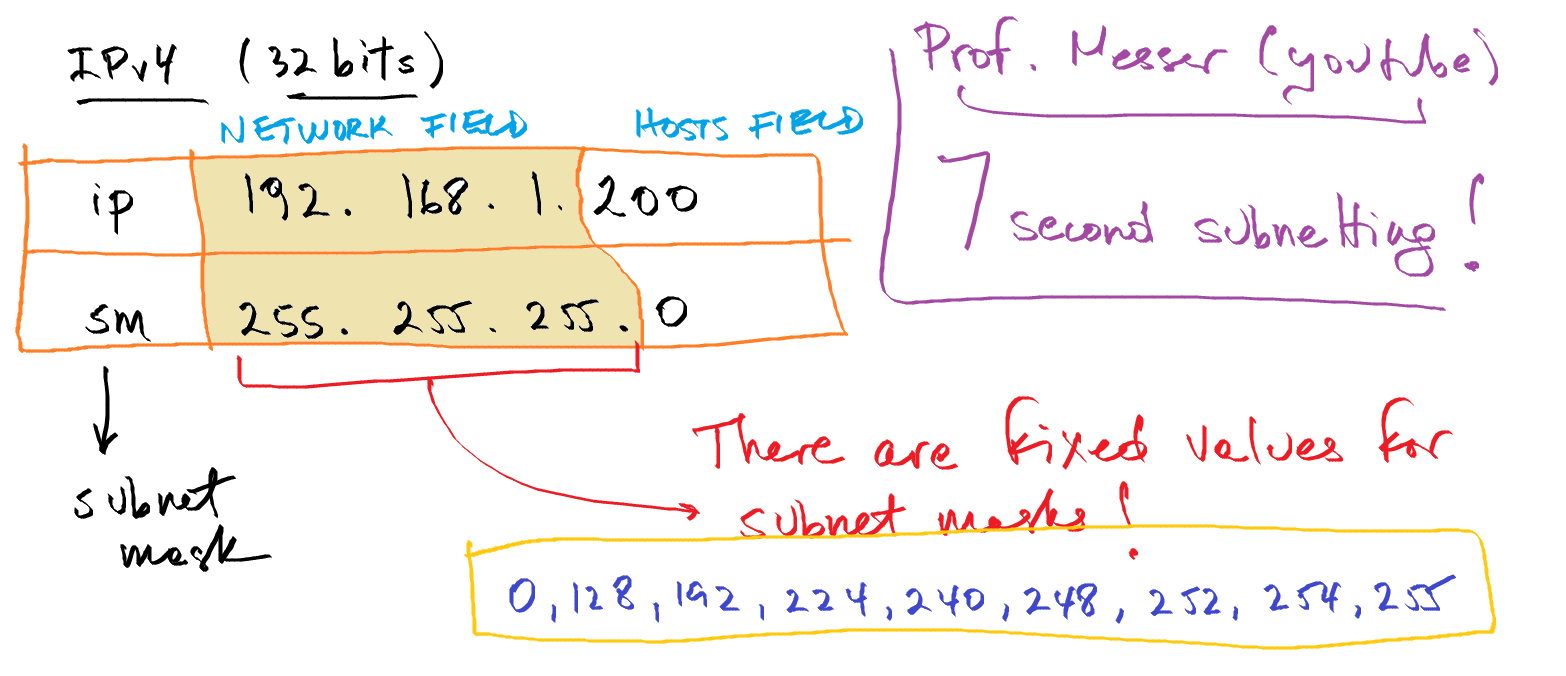 IPv4 (32 bits)
NETWORK FIELD HOSTS FIELD
ip 192. 168. 1. 200
sm 255. 255. 255. 0
subnet
mask
Prof. Messer (youtube)
7 second subnetting!
There are fixed values for
subnet masks!
0, 128, 192, 224, 240, 248, 252, 254, 255